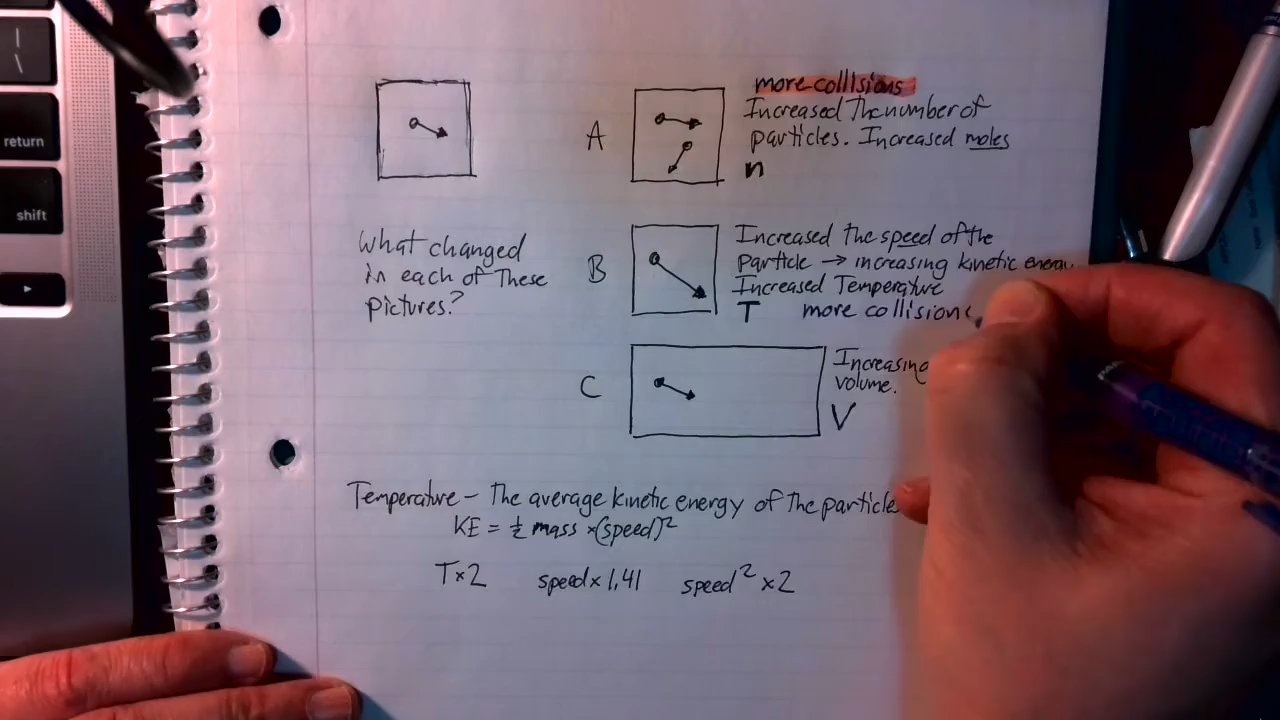 |
\
return
shift
more collisions
Increased the number of
particles. Increased moles
n
A
What changed
in each of these
pictures?
B
Increased the speed of the
particle → increasing kinetic energy
Increased Temperature
T more collisions
C
Increasing
volume.
V
Temperature - The average kinetic energy of the particle
KE = ½ mass × (speed)²
T×2 speed × 1.41 speed² × 2